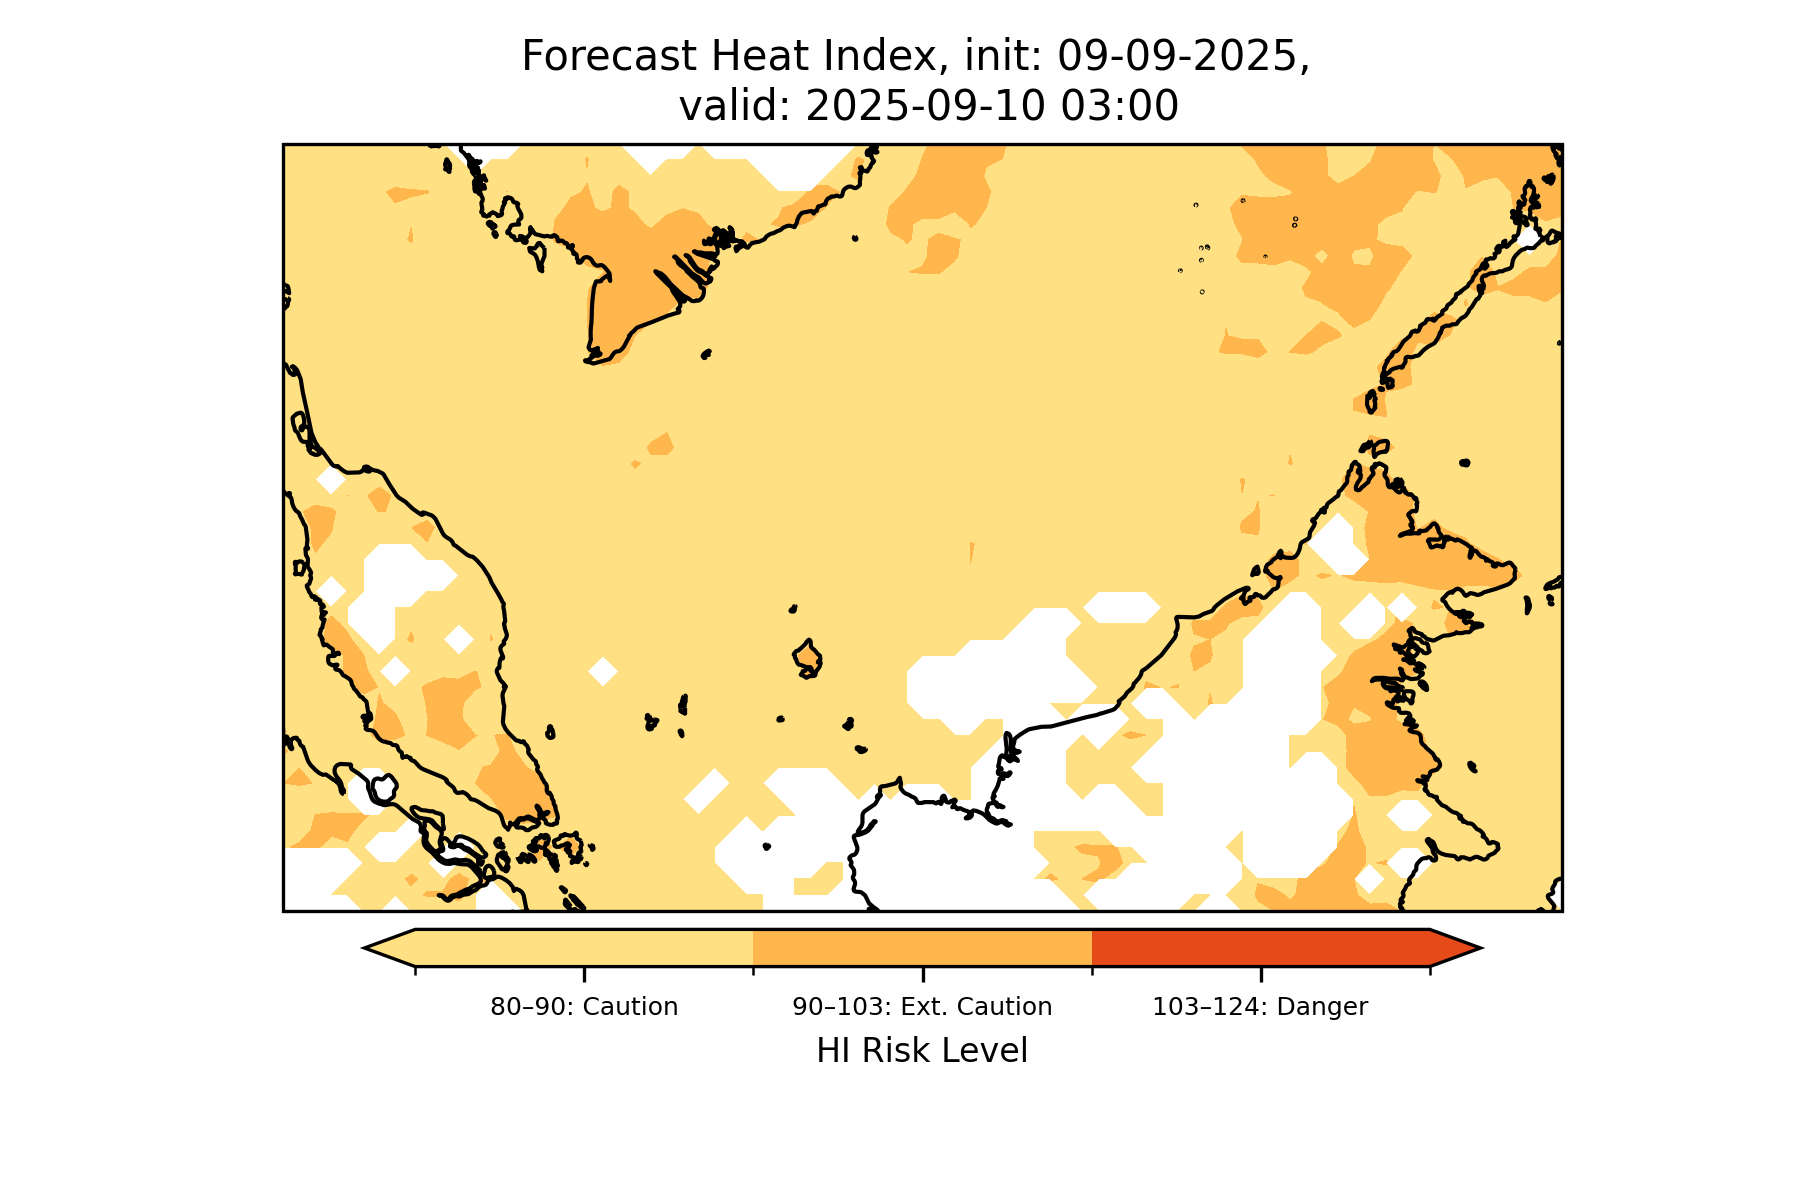 Forecast Heat Index, init: 09-09-2025,
valid: 2025-09-10 03:00
80–90: Caution
90–103: Ext. Caution
103–124: Danger
HI Risk Level